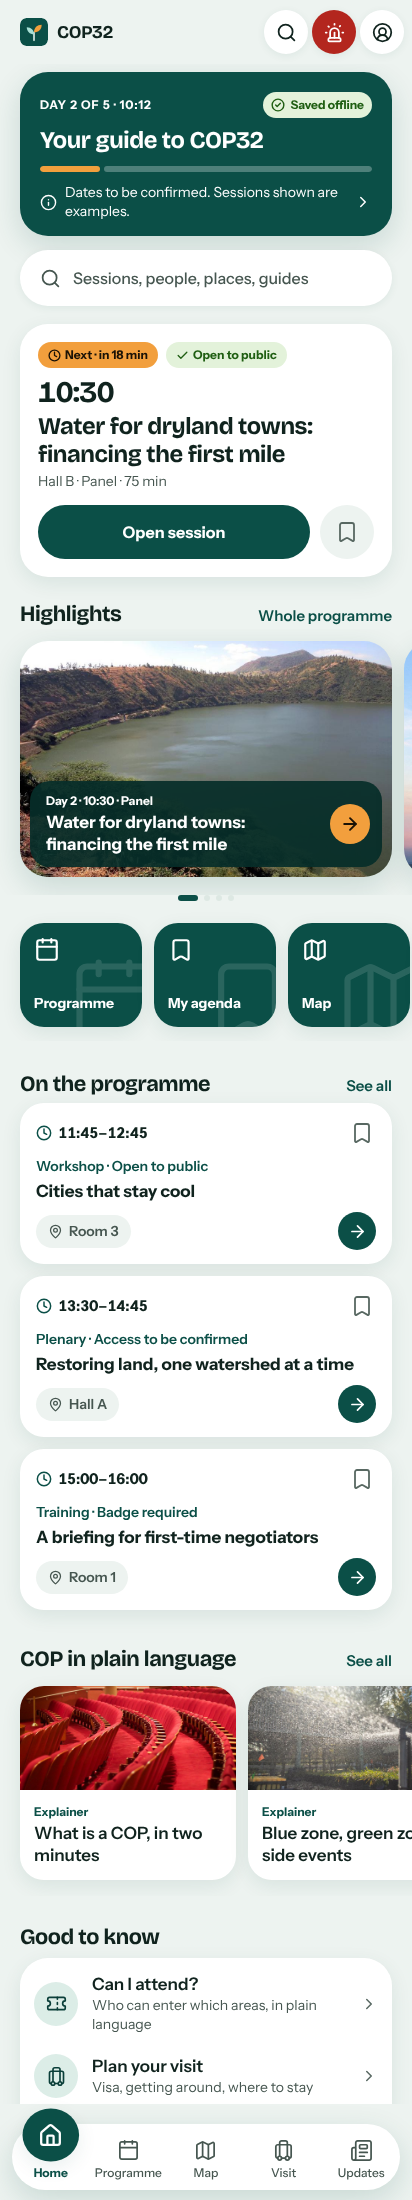 COP32
DAY 2 OF 5 · 10:12
Saved offline
Your guide to COP32
Dates to be confirmed. Sessions shown are
examples.
Sessions, people, places, guides
Next · in 18 min
Open to public
10:30
Water for dryland towns:
financing the first mile
Hall B · Panel · 75 min
Open session
Highlights
Whole programme
Day 2 · 10:30 · Panel
Water for dryland towns:
financing the first mile
Programme
My agenda
Map
On the programme
See all
11:45–12:45
Workshop · Open to public
Cities that stay cool
Room 3
13:30–14:45
Plenary · Access to be confirmed
Restoring land, one watershed at a time
Hall A
15:00–16:00
Training · Badge required
A briefing for first-time negotiators
Room 1
COP in plain language
See all
Explainer
What is a COP, in two
minutes
Explainer
Blue zone, green zo
side events
Good to know
Can I attend?
Who can enter which areas, in plain
language
Plan your visit
Visa, getting around, where to stay
Home
Programme
Map
Visit
Updates